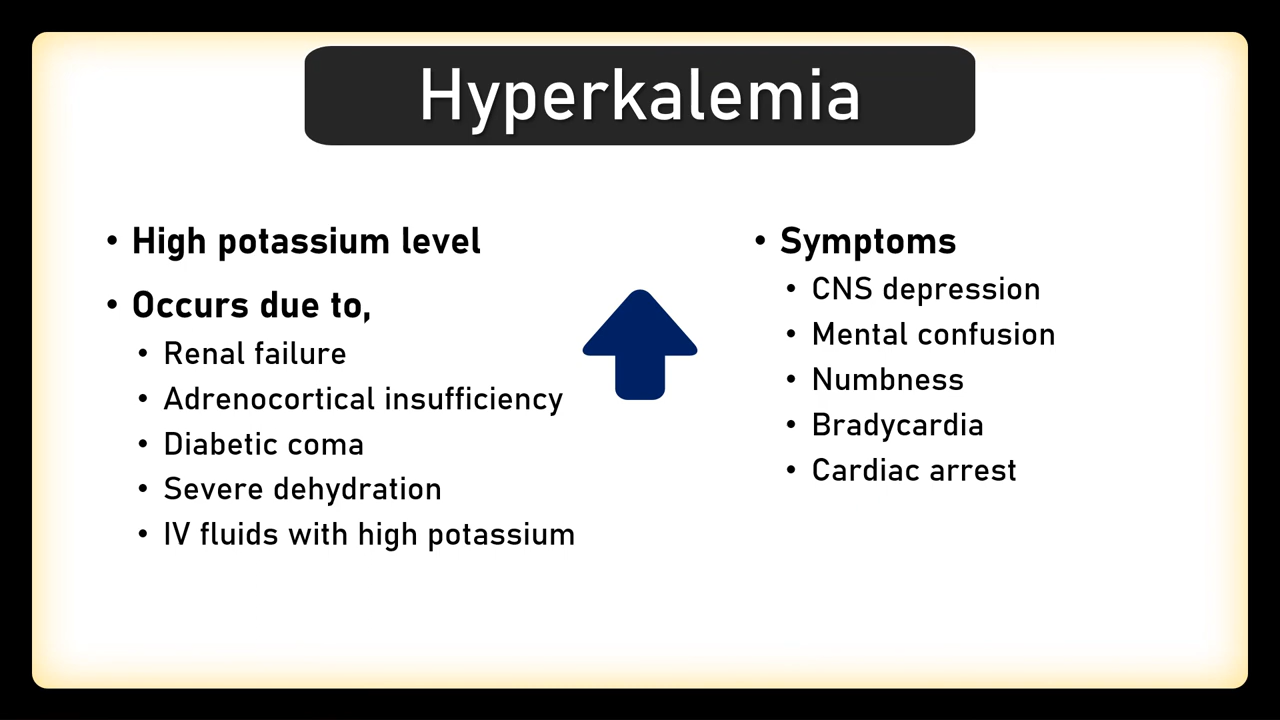 Hyperkalemia
• High potassium level
• Occurs due to,
• Renal failure
• Adrenocortical insufficiency
• Diabetic coma
• Severe dehydration
• IV fluids with high potassium
• Symptoms
• CNS depression
• Mental confusion
• Numbness
• Bradycardia
• Cardiac arrest